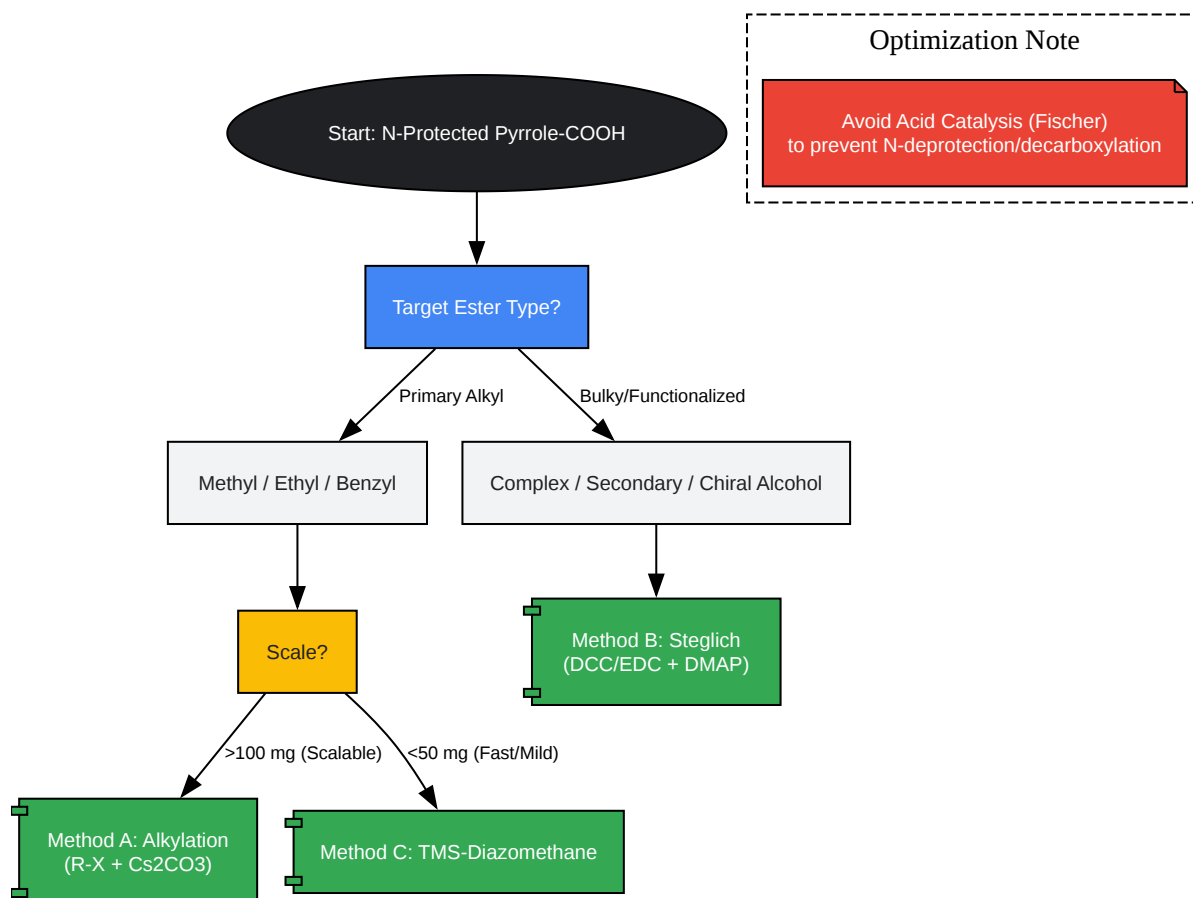 Optimization Note
Avoid Acid Catalysis (Fischer)
to prevent N-deprotection/decarboxylation
Start: N-Protected Pyrrole-COOH
Target Ester Type?
Primary Alkyl
Bulky/Functionalized
Methyl / Ethyl / Benzyl
Complex / Secondary / Chiral Alcohol
Scale?
Method B: Steglich
(DCC/EDC + DMAP)
>100 mg (Scalable)
<50 mg (Fast/Mild)
Method A: Alkylation
(R-X + Cs2CO3)
Method C: TMS-Diazomethane